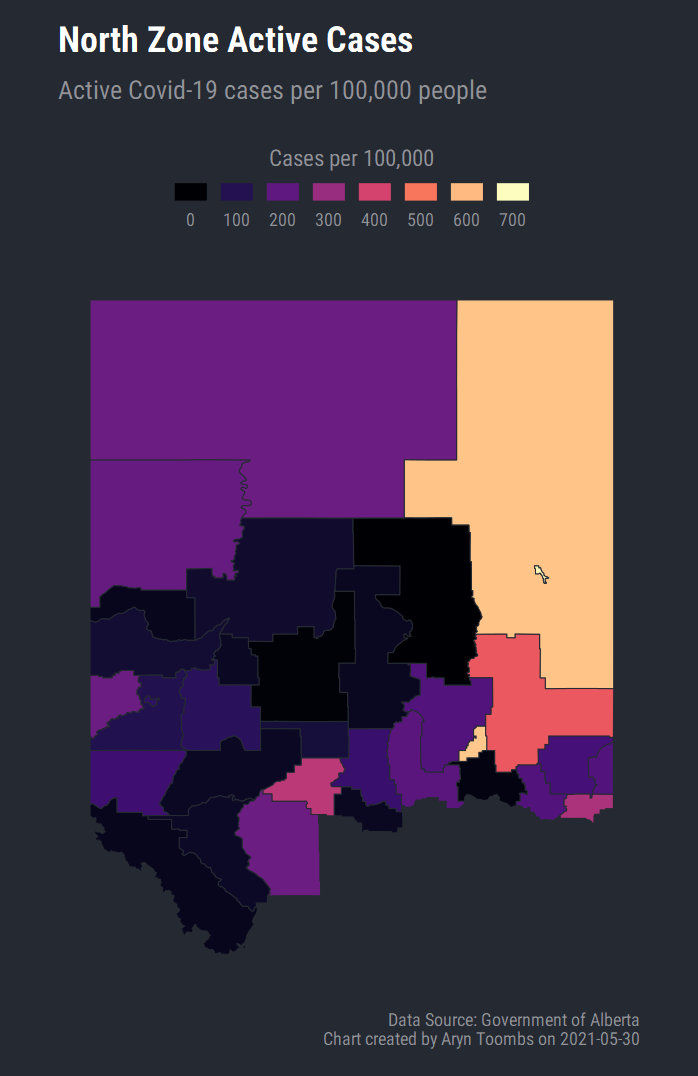 North Zone Active Cases
Active Covid-19 cases per 100,000 people
Cases per 100,000
0 100 200 300 400 500 600 700
Data Source: Government of Alberta
Chart created by Aryn Toombs on 2021-05-30